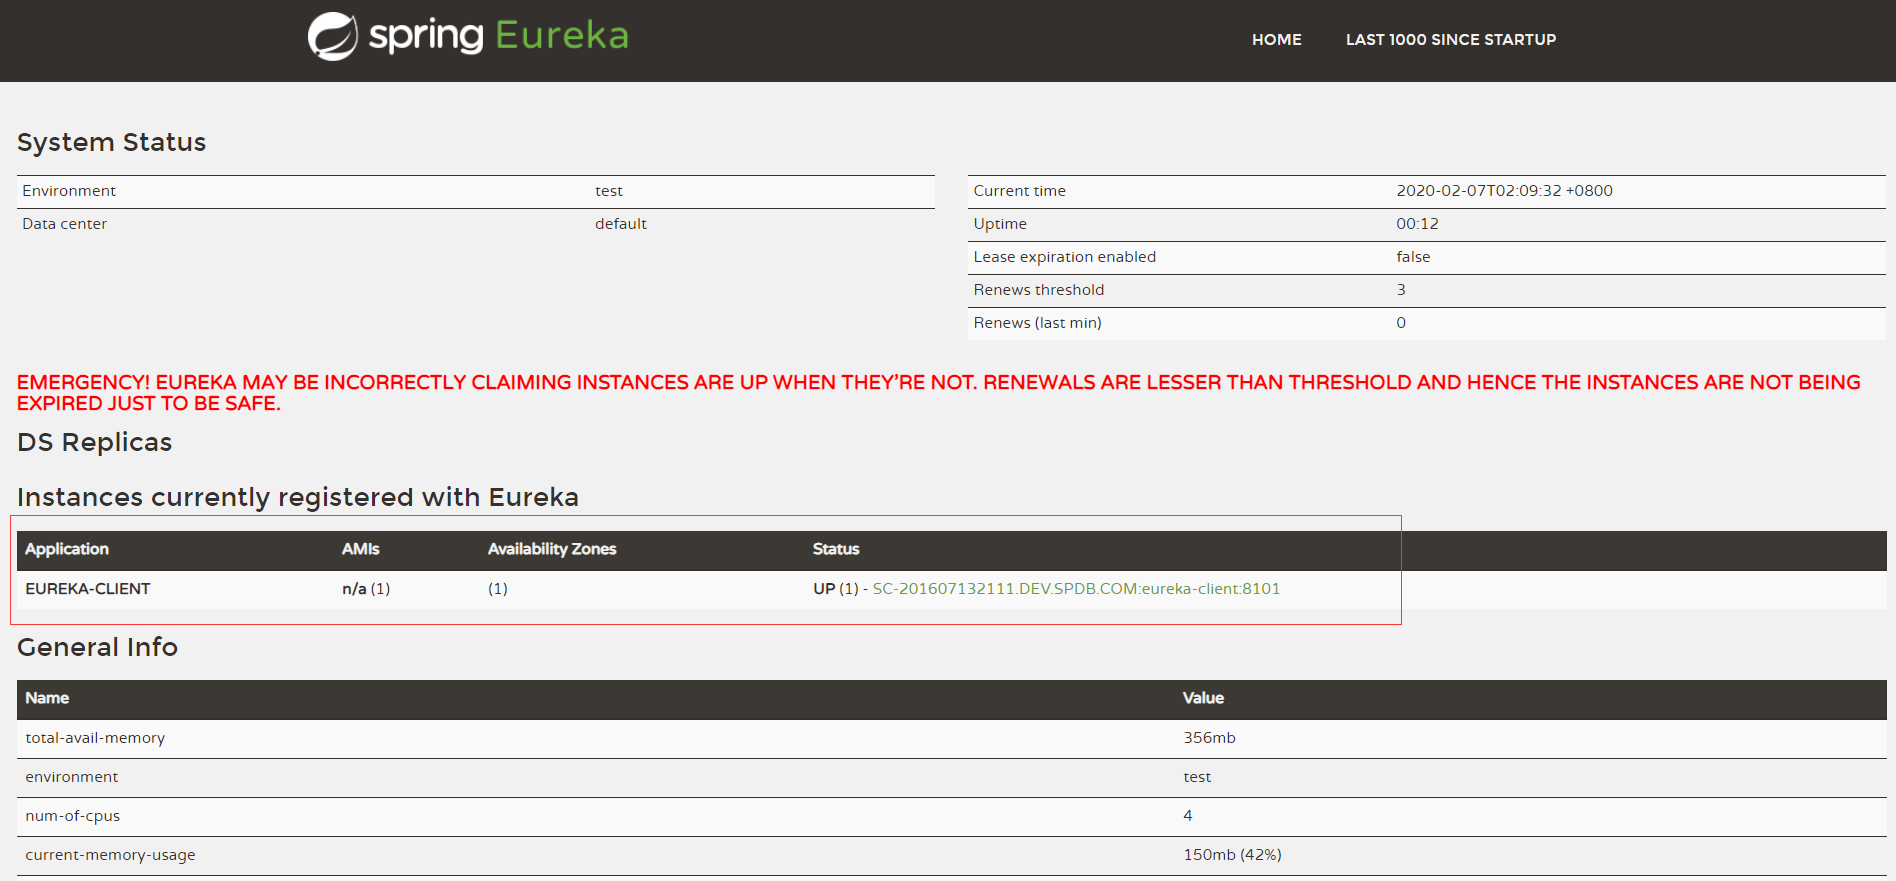 spring Eureka
HOME LAST 1000 SINCE STARTUP
System Status
Environment test
Data center default
Current time 2020-02-07T02:09:32 +0800
Uptime 00:12
Lease expiration enabled false
Renews threshold 3
Renews (last min) 0
EMERGENCY! EUREKA MAY BE INCORRECTLY CLAIMING INSTANCES ARE UP WHEN THEY'RE NOT. RENEWALS ARE LESSER THAN THRESHOLD AND HENCE THE INSTANCES ARE NOT BEING
EXPIRED JUST TO BE SAFE.
DS Replicas
Instances currently registered with Eureka
Application AMIs Availability Zones Status
EUREKA-CLIENT n/a (1) (1) UP (1) - SC-201607132111.DEV.SPDB.COM:eureka-client:8101
General Info
Name Value
total-avail-memory 356mb
environment test
num-of-cpus 4
current-memory-usage 150mb (42%)